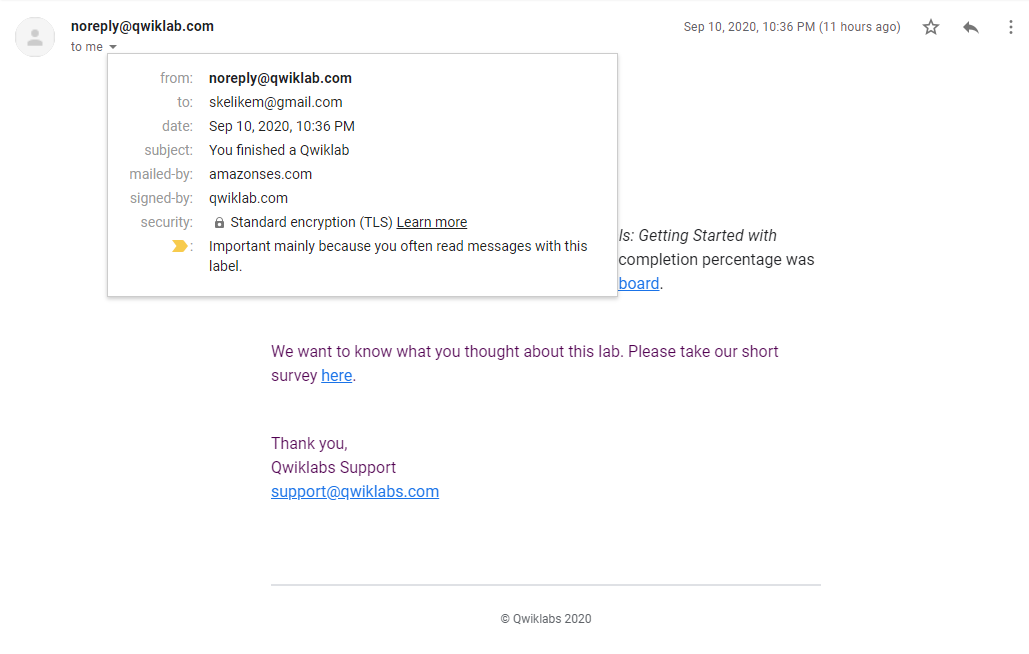 noreply@qwiklab.com
Sep 10, 2020, 10:36 PM (11 hours ago)
to me
from: noreply@qwiklab.com
to: skelikem@gmail.com
date: Sep 10, 2020, 10:36 PM
subject: You finished a Qwiklab
mailed-by: amazonses.com
signed-by: qwiklab.com
security: Standard encryption (TLS) Learn more
: Important mainly because you often read messages with this
label.
ls: Getting Started with
completion percentage was
board.
We want to know what you thought about this lab. Please take our short
survey here.
Thank you,
Qwiklabs Support
support@qwiklabs.com
© Qwiklabs 2020